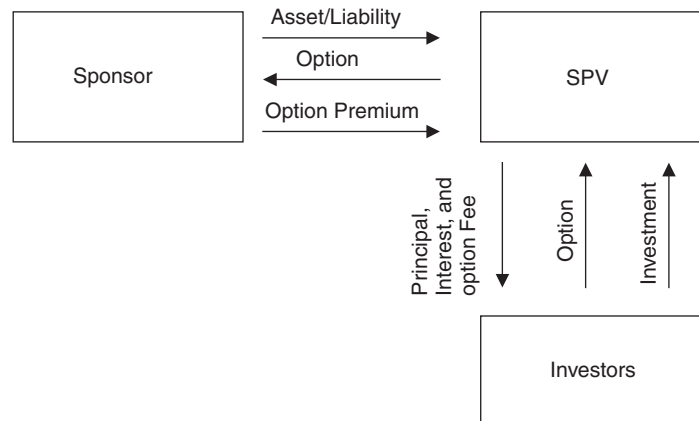 Asset/Liability
Sponsor
Option
SPV
Option Premium
Principal,
Interest, and
option Fee
Option
Investment
Investors